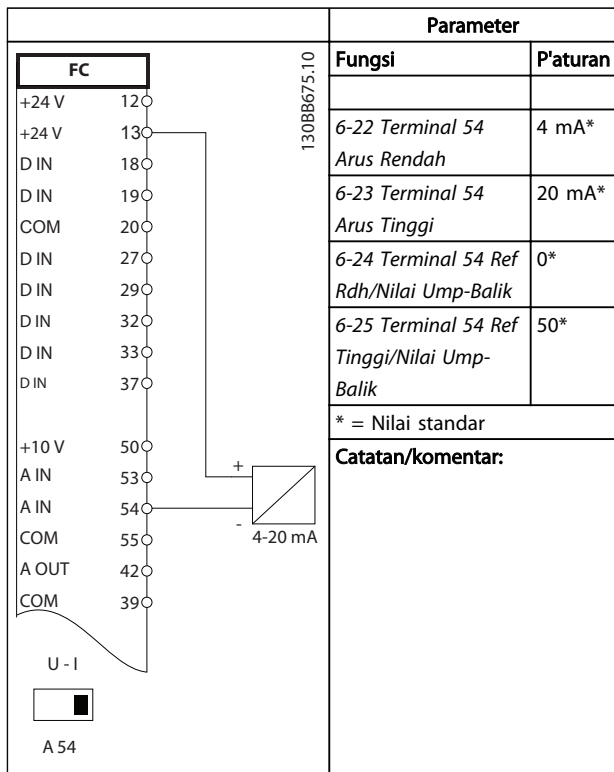 Parameter
FC
130BB675.10
Fungsi P'aturan
+24 V 12
+24 V 13
D IN 18
D IN 19
COM 20
D IN 27
D IN 29
D IN 32
D IN 33
D IN 37
+10 V 50
A IN 53
A IN 54
COM 55
A OUT 42
COM 39
+
-
4-20 mA
U - I
A 54
6-22 Terminal 54 4 mA*
Arus Rendah
6-23 Terminal 54 20 mA*
Arus Tinggi
6-24 Terminal 54 Ref 0*
Rdh/Nilai Ump-Balik
6-25 Terminal 54 Ref 50*
Tinggi/Nilai Ump-
Balik
* = Nilai standar
Catatan/komentar: